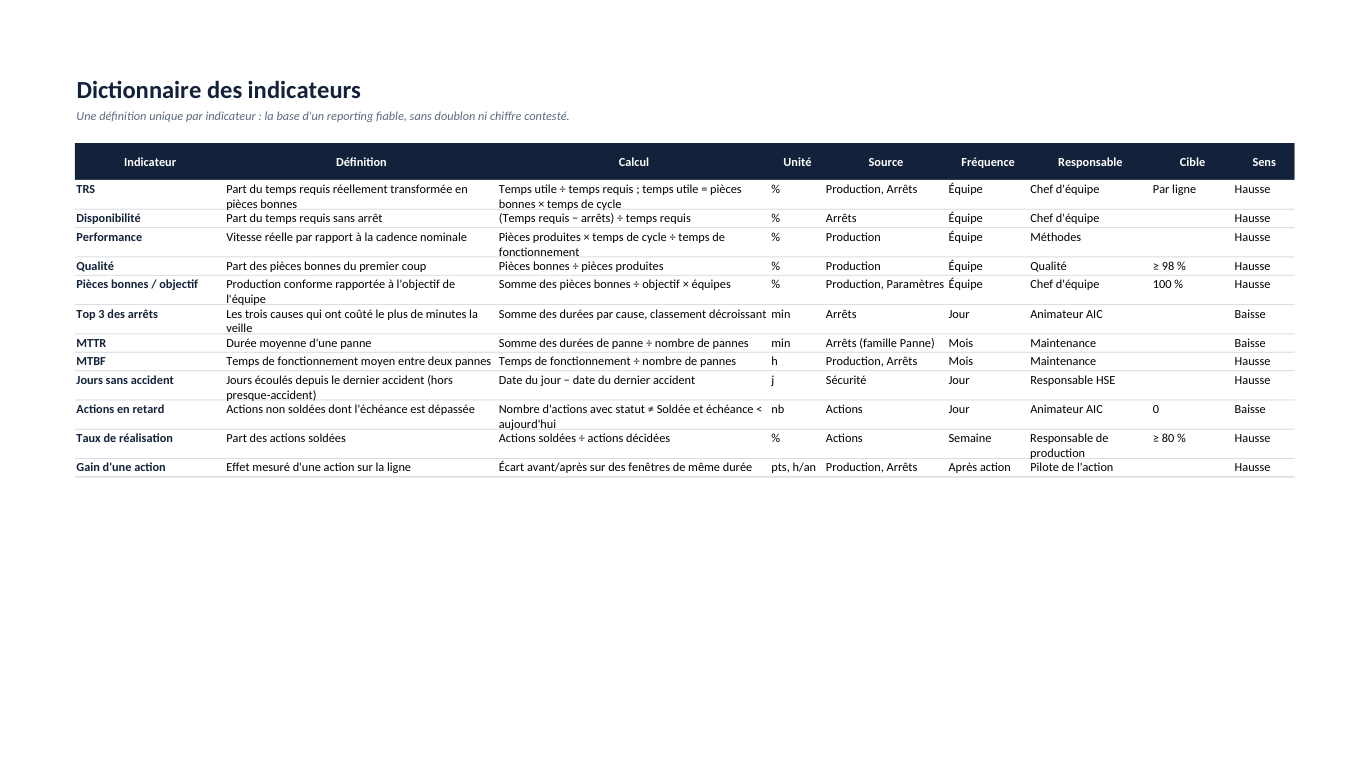 Dictionnaire des indicateurs
Une définition unique par indicateur : la base d'un reporting fiable, sans doublon ni chiffre contesté.
Indicateur Définition Calcul Unité Source Fréquence Responsable Cible Sens
TRS Part du temps requis réellement transformée en Temps utile ÷ temps requis ; temps utile = pièces % Production, Arrêts Équipe Chef d'équipe Par ligne Hausse
pièces bonnes bonnes × temps de cycle
Disponibilité Part du temps requis sans arrêt (Temps requis − arrêts) ÷ temps requis % Arrêts Équipe Chef d'équipe Hausse
Performance Vitesse réelle par rapport à la cadence nominale Pièces produites × temps de cycle ÷ temps de % Production Équipe Méthodes Hausse
fonctionnement
Qualité Part des pièces bonnes du premier coup Pièces bonnes ÷ pièces produites % Production Équipe Qualité ≥ 98 % Hausse
Pièces bonnes / objectif Production conforme rapportée à l'objectif de Somme des pièces bonnes ÷ objectif × équipes % Production, Paramètres Équipe Chef d'équipe 100 % Hausse
l'équipe
Top 3 des arrêts Les trois causes qui ont coûté le plus de minutes la Somme des durées par cause, classement décroissant min Arrêts Jour Animateur AIC Baisse
veille
MTTR Durée moyenne d'une panne Somme des durées de panne ÷ nombre de pannes min Arrêts (famille Panne) Mois Maintenance Baisse
MTBF Temps de fonctionnement moyen entre deux pannes Temps de fonctionnement ÷ nombre de pannes h Production, Arrêts Mois Maintenance Hausse
Jours sans accident Jours écoulés depuis le dernier accident (hors Date du jour − date du dernier accident j Sécurité Jour Responsable HSE Hausse
presque-accident)
Actions en retard Actions non soldées dont l'échéance est dépassée Nombre d'actions avec statut ≠ Soldée et échéance < nb Actions Jour Animateur AIC 0 Baisse
aujourd'hui
Taux de réalisation Part des actions soldées Actions soldées ÷ actions décidées % Actions Semaine Responsable de ≥ 80 % Hausse
production
Gain d'une action Effet mesuré d'une action sur la ligne Écart avant/après sur des fenêtres de même durée pts, h/an Production, Arrêts Après action Pilote de l'action Hausse